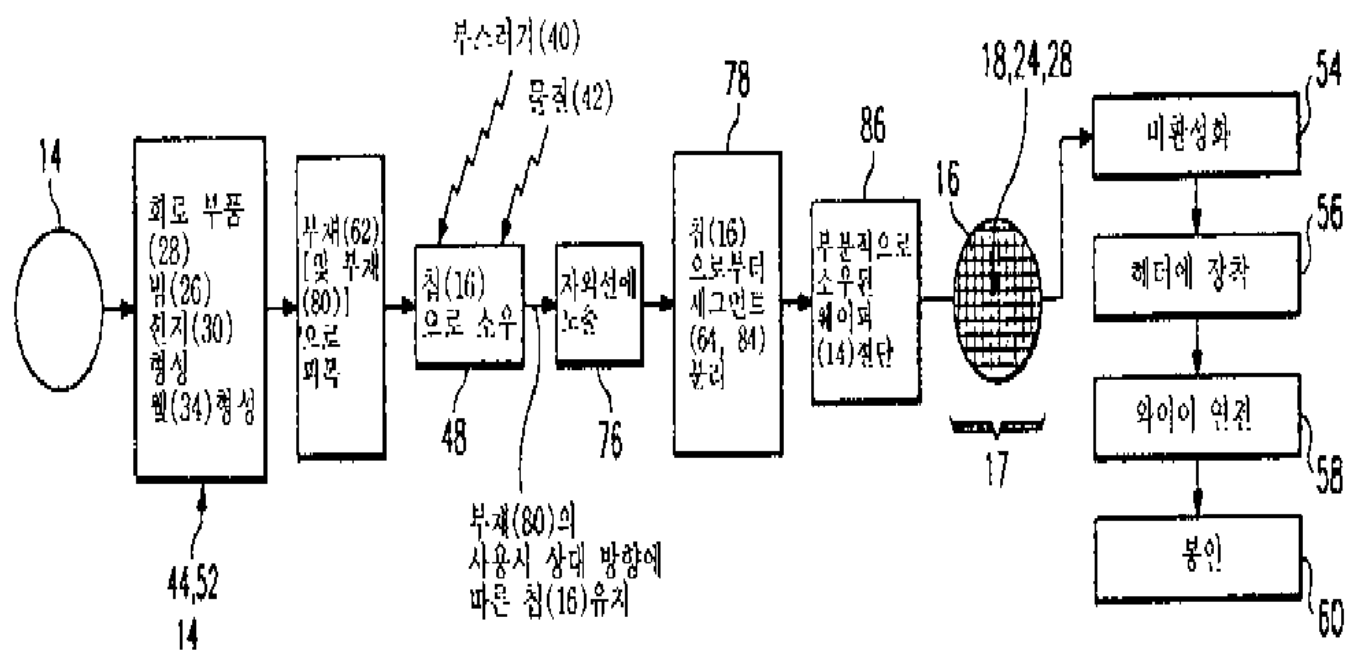 부스러기(40)
물질(42)
14
회로 부품
(28)
빔(26)
전지(30)
형성
웰(34)형성
44,52
14
부재(62)
[및 부재
(80)]
으로
피복
칩(16)
으로 소우
48
부재(80)의
사용시 상대 방향에
따른 칩(16)유지
자외선에
노출
76
78
칩(16)
으로부터
세그먼트
(64, 84)
분리
86
부분적으로
소우된
웨이퍼
(14)절단
16
18,24,28
17
54
미완성화
56
헤더에 장착
58
와이어 연결
60
봉인